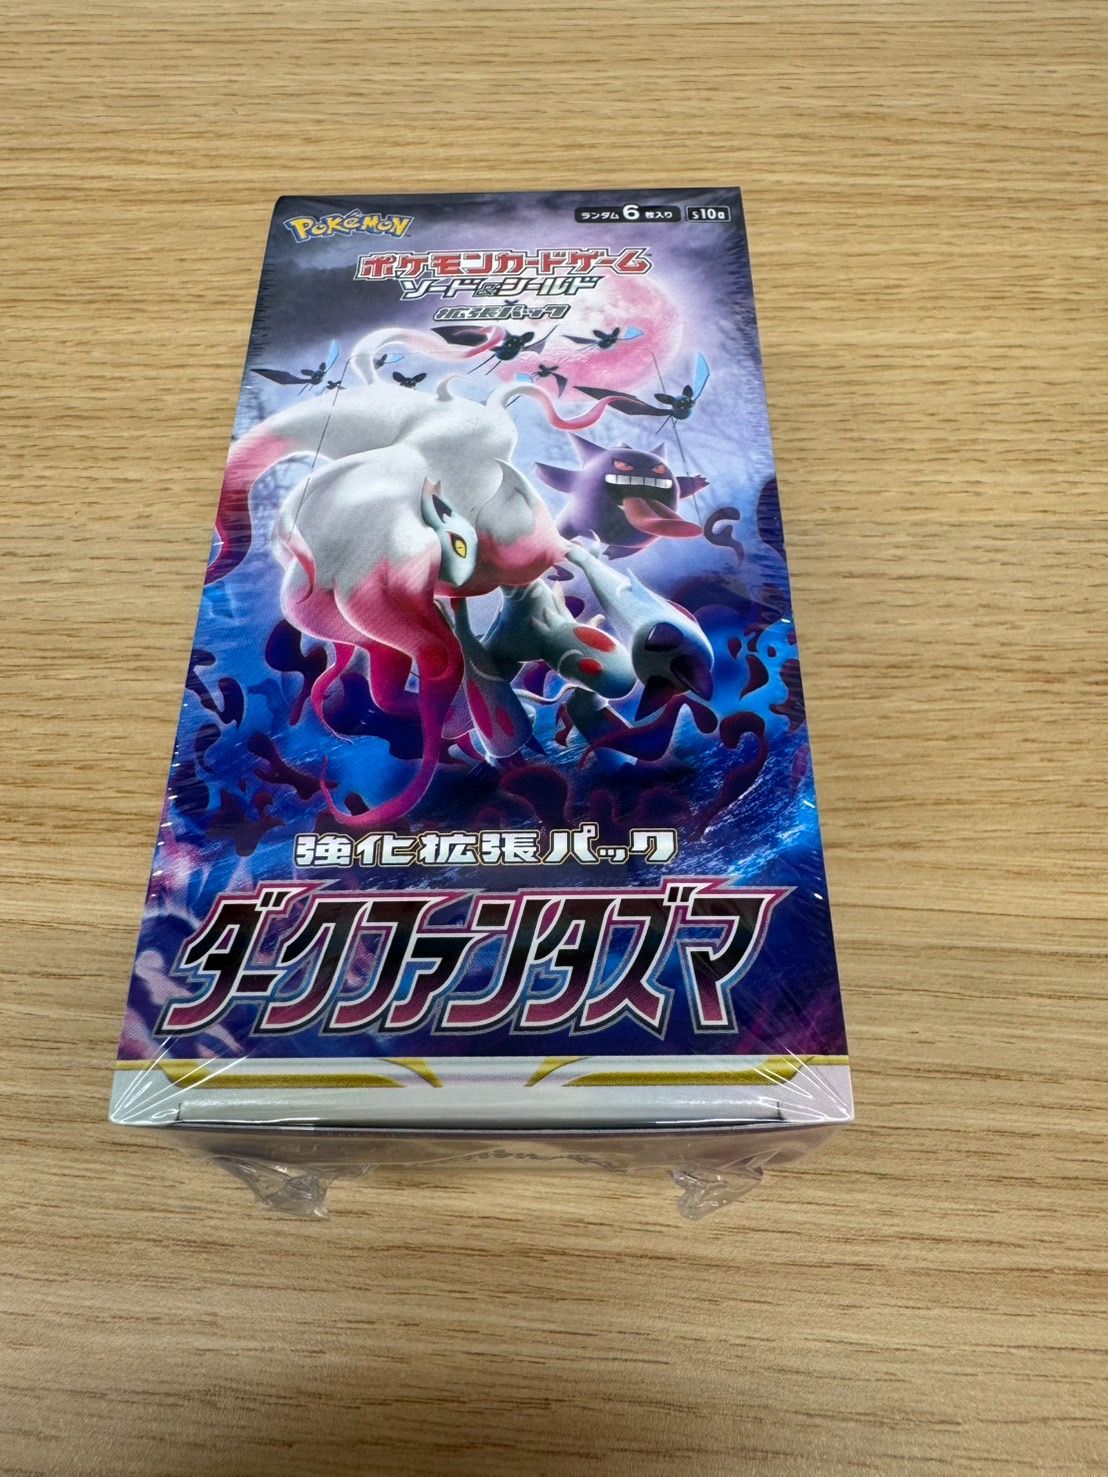 POKÉMON
ランダム 6 枚入り s10a
ポケモンカードゲーム
ソード&シールド
拡張パック
強化拡張パック
ダークファンタズマ